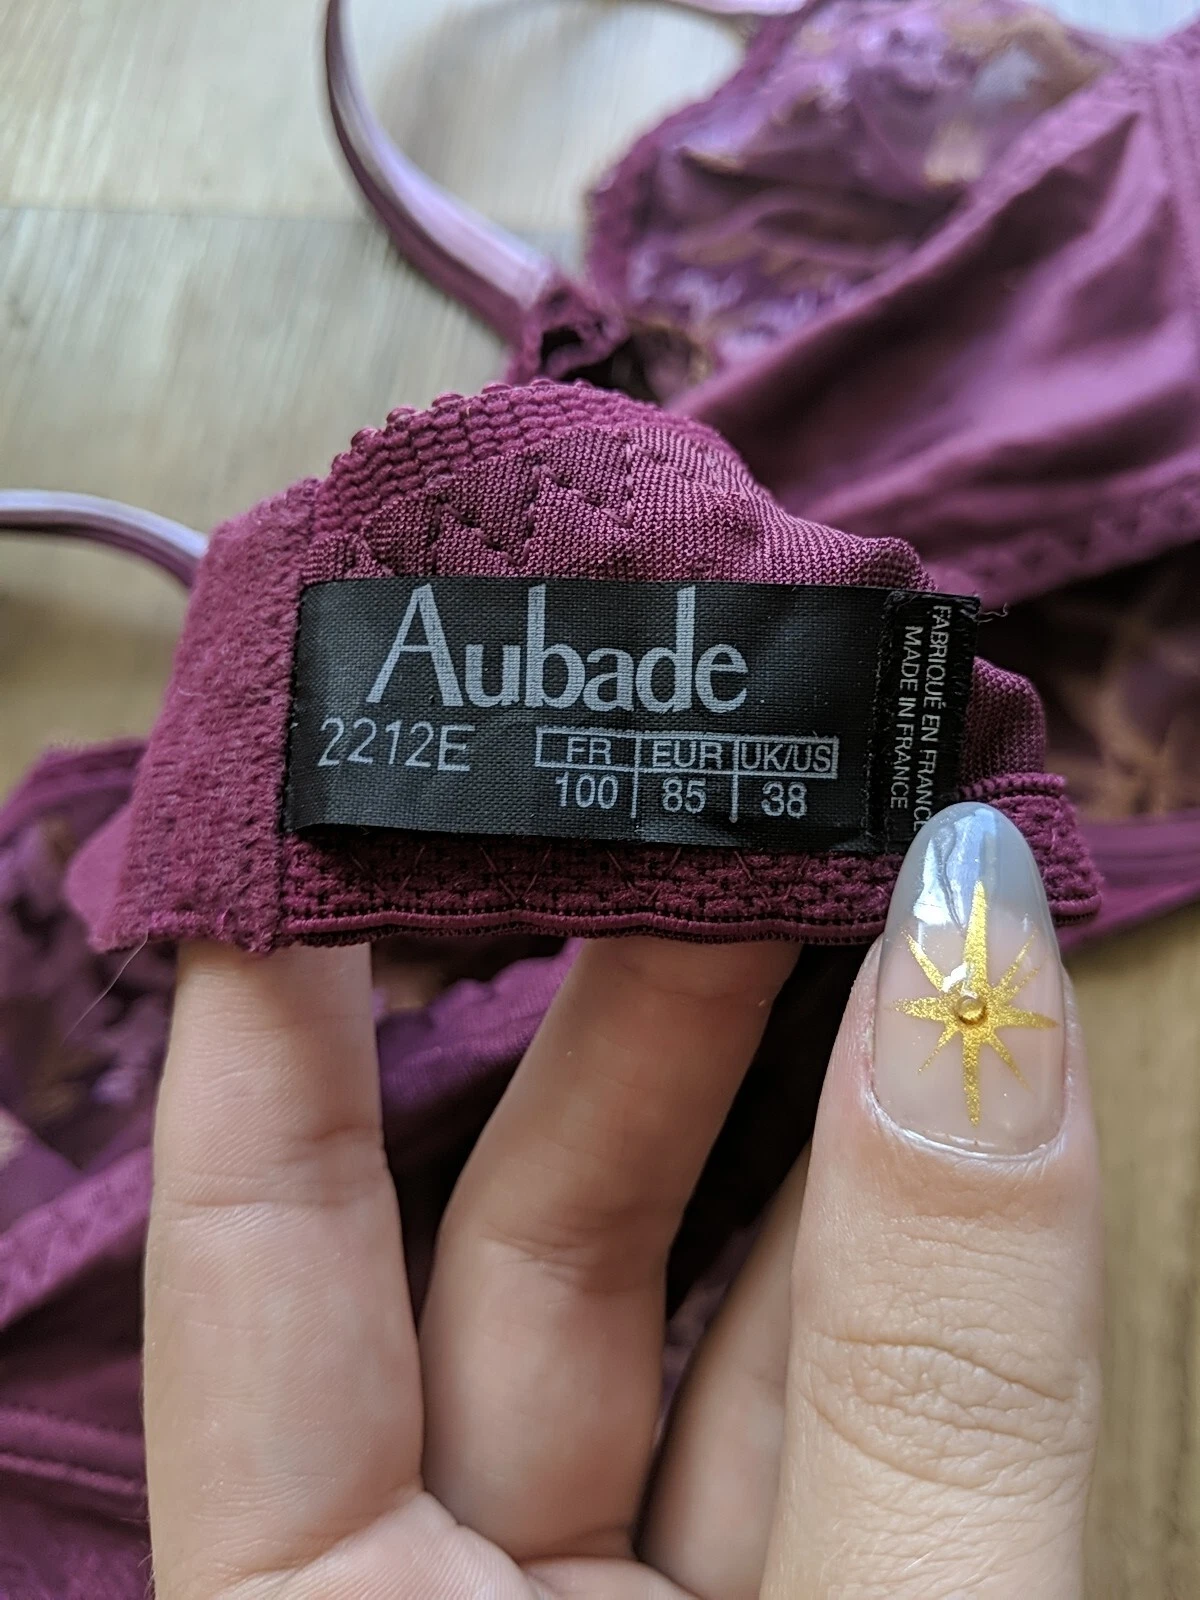 Aubade
2212E
FR EUR UK/US
100 85 38
FABRIQUÉ EN FRANCE
MADE IN FRANCE